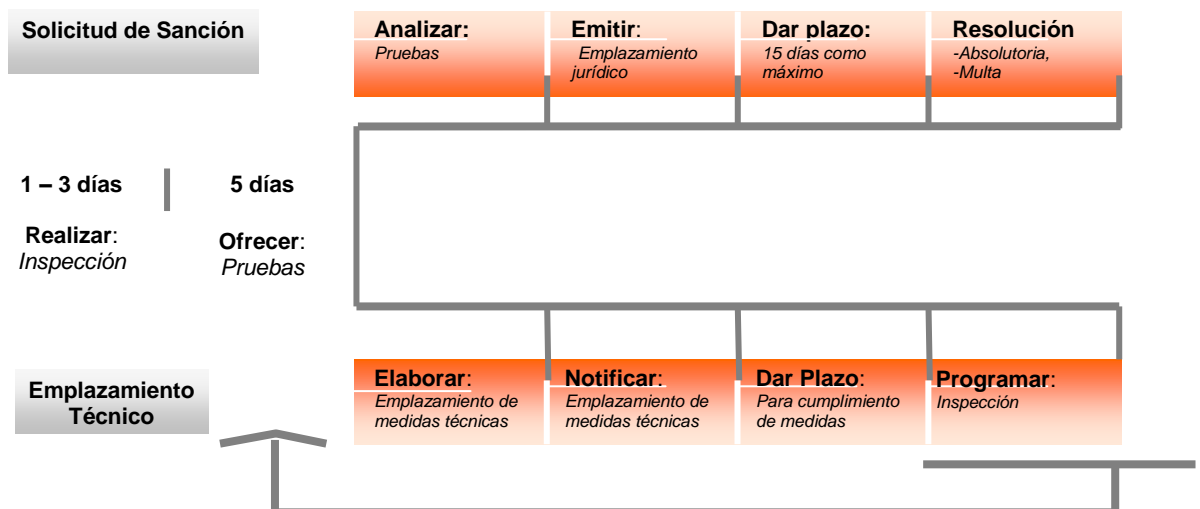 Solicitud de Sanción
Analizar:
Pruebas
Emitir:
Emplazamiento
jurídico
Dar plazo:
15 días como
máximo
Resolución
-Absolutoria,
-Multa
1 – 3 días
5 días
Realizar:
Inspección
Ofrecer:
Pruebas
Emplazamiento
Técnico
Elaborar:
Emplazamiento de
medidas técnicas
Notificar:
Emplazamiento de
medidas técnicas
Dar Plazo:
Para cumplimiento
de medidas
Programar:
Inspección